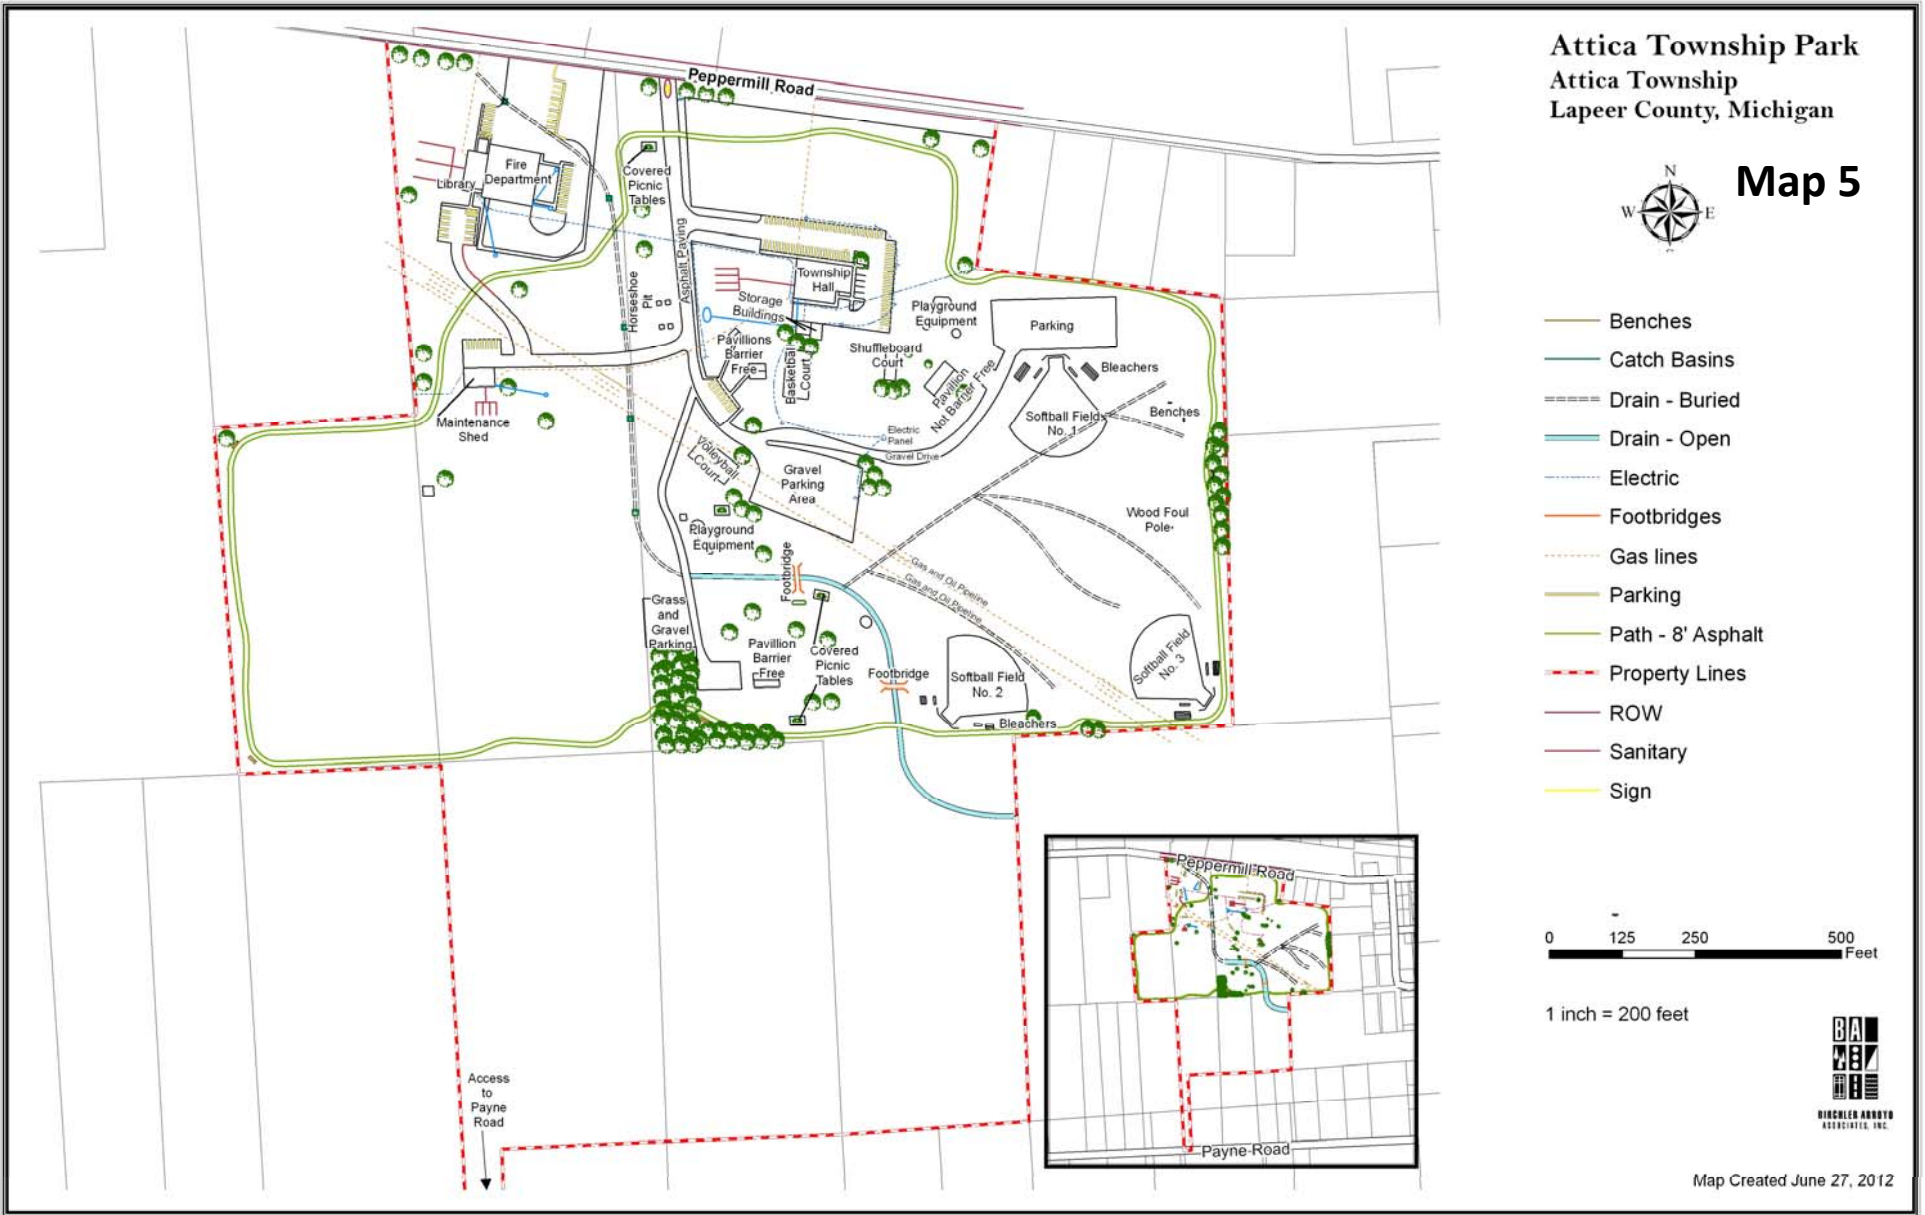 Attica Township Park
Attica Township
Lapeer County, Michigan
Map 5
N
W
E
Peppermill Road
Fire
Department
Library
Covered
Picnic
Tables
Asphalt Paving
Horseshoe
Pit
Township
Hall
Storage
Buildings
Playground
Equipment
Parking
Pavillions
Barrier
Free
Basketball
Court
Shuffleboard
Court
Pavillion
Not Barrier Free
Bleachers
Softball Fields
No. 1
Benches
Maintenance
Shed
Electric
Panel
Gravel Drive
Volleyball
Court
Gravel
Parking
Area
Wood Foul
Pole
Playground
Equipment
Footbridge
Gas and Oil Pipeline
Gas and Oil Pipeline
Grass
and
Gravel
Parking
Pavillion
Barrier
Free
Covered
Picnic
Tables
Footbridge
Softball Field
No. 2
Softball Field
No. 3
Bleachers
Access
to
Payne
Road
Peppermill Road
Payne Road
Benches
Catch Basins
Drain - Buried
Drain - Open
Electric
Footbridges
Gas lines
Parking
Path - 8' Asphalt
Property Lines
ROW
Sanitary
Sign
0 125 250 500
Feet
1 inch = 200 feet
BA
BIRCHLER ARROYO
ASSOCIATES, INC.
Map Created June 27, 2012